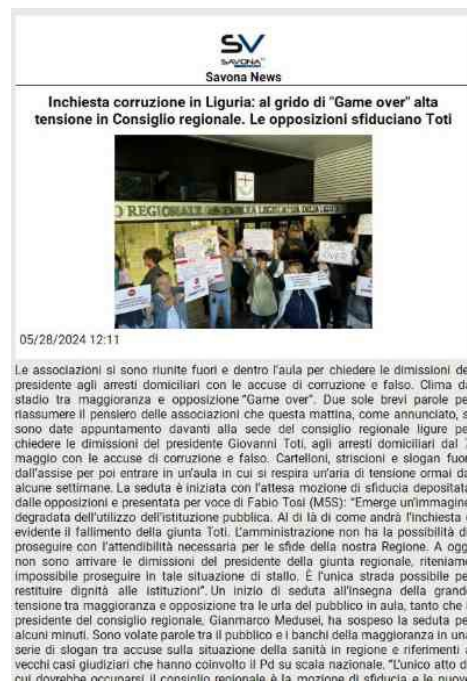 SV
SAVONA
Savona News
Inchiesta corruzione in Liguria: al grido di "Game over" alta
tensione in Consiglio regionale. Le opposizioni sfiduciano Toti
O REGIONALE
05/28/2024 12:11
Le associazioni si sono riunite fuori e dentro l'aula per chiedere le dimissioni de
presidente agli arresti domiciliari con le accuse di corruzione e falso. Clima da
stadio tra maggioranza e opposizione "Game over". Due sole brevi parole pe
riassumere il pensiero delle associazioni che questa mattina, come annunciato, s
sono date appuntamento davanti alla sede del consiglio regionale ligure pe
chiedere le dimissioni del presidente Giovanni Toti, agli arresti domiciliari dal
maggio con le accuse di corruzione e falso. Cartelloni, striscioni e slogan fuor
dall'assise per poi entrare in un'aula in cui si respira un'aria di tensione ormai da
alcune settimane. La seduta è iniziata con l'attesa mozione di sfiducia depositata
dalle opposizioni e presentata per voce di Fabio Tosi (M5S): "Emerge un'immagine
degradata dell'utilizzo dell'istituzione pubblica. Al di là di come andrà l'inchiesta
evidente il fallimento della giunta Toti. L'amministrazione non ha la possibilità d
proseguire con l'attendibilità necessaria per le sfide della nostra Regione. A ogg
non sono arrivare le dimissioni del presidente della giunta regionale, riteniamo
impossibile proseguire in tale situazione di stallo. È l'unica strada possibile pe
restituire dignità alle istituzioni". Un inizio di seduta all'insegna della grand
tensione tra maggioranza e opposizione tra le urla del pubblico in aula, tanto che
presidente del consiglio regionale, Gianmarco Medusei, ha sospeso la seduta pe
alcuni minuti. Sono volate parole tra il pubblico e i banchi della maggioranza in una
serie di slogan tra accuse sulla situazione della sanità in regione e riferimenti a
vecchi casi giudiziari che hanno coinvolto il Pd su scala nazionale. "L'unico atto d
cui dovrebbe occuparsi il consiglio regionale è la mozione di sfiducia e le nuove